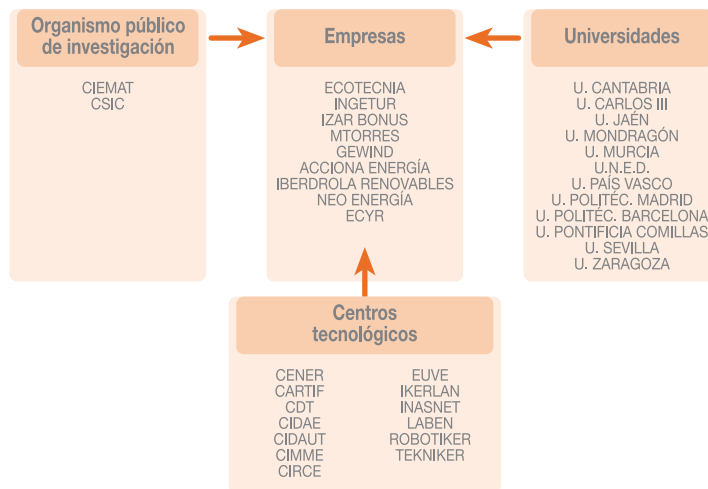 Organismo público
de investigación
CIEMAT
CSIC
Empresas
ECOTECNIA
INGETUR
IZAR BONUS
MTORRES
GEWIND
ACCIONA ENERGÍA
IBERDROLA RENOVABLES
NEO ENERGÍA
ECYR
Universidades
U. CANTABRIA
U. CARLOS III
U. JAÉN
U. MONDRAGÓN
U. MURCIA
U.N.E.D.
U. PAÍS VASCO
U. POLITÉC. MADRID
U. POLITÉC. BARCELONA
U. PONTIFICIA COMILLAS
U. SEVILLA
U. ZARAGOZA
Centros
tecnológicos
CENER
CARTIF
CDT
CIDAE
CIDAUT
CIMME
CIRCE
EUVE
IKERLAN
INASNET
LABEN
ROBOTIKER
TEKNIKER